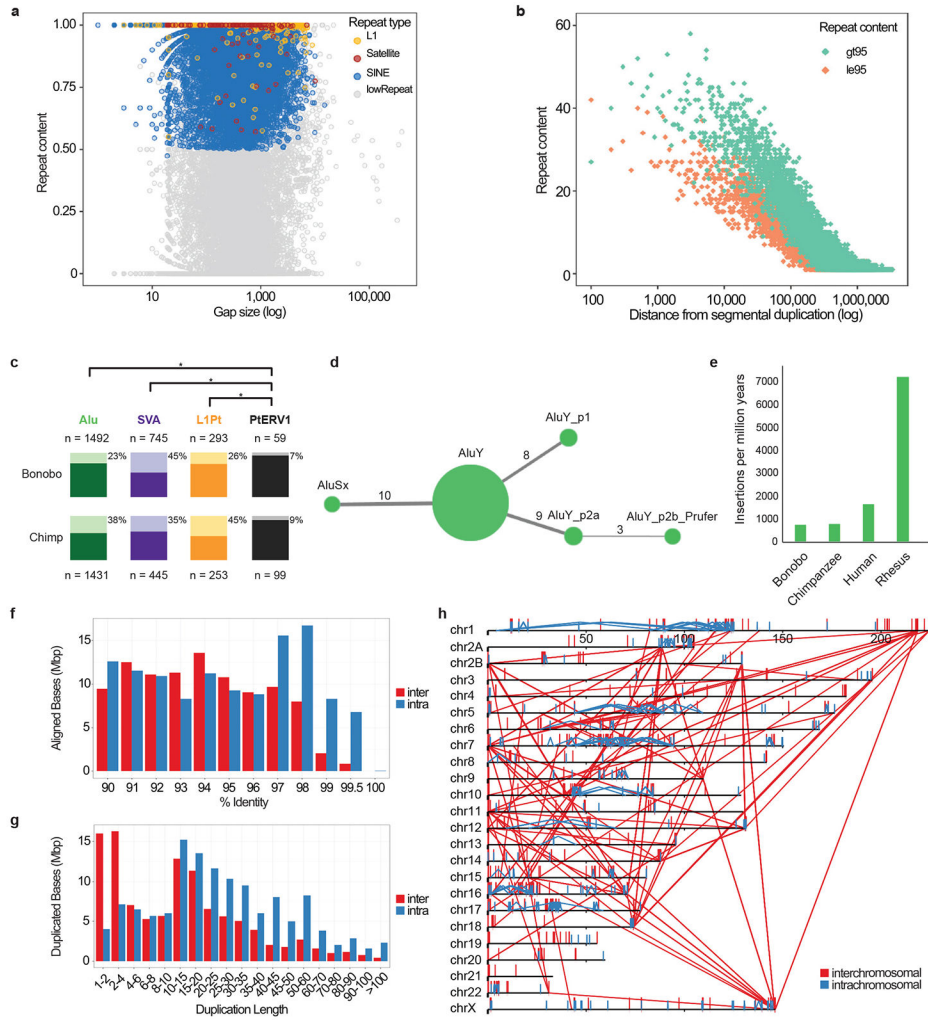 a
Repeat content
1.00
0.75
0.50
0.25
0
10
1,000
100,000
Gap size (log)
Repeat type
L1
Satellite
SINE
lowRepeat
b
Repeat content
60
40
20
0
100
1,000
10,000
100,000
1,000,000
Distance from segmental duplication (log)
Repeat content
gt95
le95
c
*
*
*
Alu SVA L1Pt PtERV1
n = 1492 n = 745 n = 293 n = 59
Bonobo 23% 45% 26% 7%
Chimp 38% 35% 45% 9%
n = 1431 n = 445 n = 253 n = 99
d
AluSx
10
AluY
8
AluY_p1
9
AluY_p2a
3
AluY_p2b_Prufer
e
Insertions per million years
7000
6000
5000
4000
3000
2000
1000
0
Bonobo
Chimpanzee
Human
Rhesus
f
Aligned Bases (Mbp)
15
10
5
0
90 91 92 93 94 95 96 97 98 99 99.5 100
% Identity
inter
intra
g
Duplicated Bases (Mbp)
15
10
5
0
1-2
2-4
4-6
6-8
8-10
10-15
15-20
20-25
25-30
30-35
35-40
40-45
45-50
50-60
60-70
70-80
80-90
90-100
>100
Duplication Length
inter
intra
h
50 100 150 200
chr1
chr2A
chr2B
chr3
chr4
chr5
chr6
chr7
chr8
chr9
chr10
chr11
chr12
chr13
chr14
chr15
chr16
chr17
chr18
chr19
chr20
chr21
chr22
chrX
interchromosomal
intrachromosomal